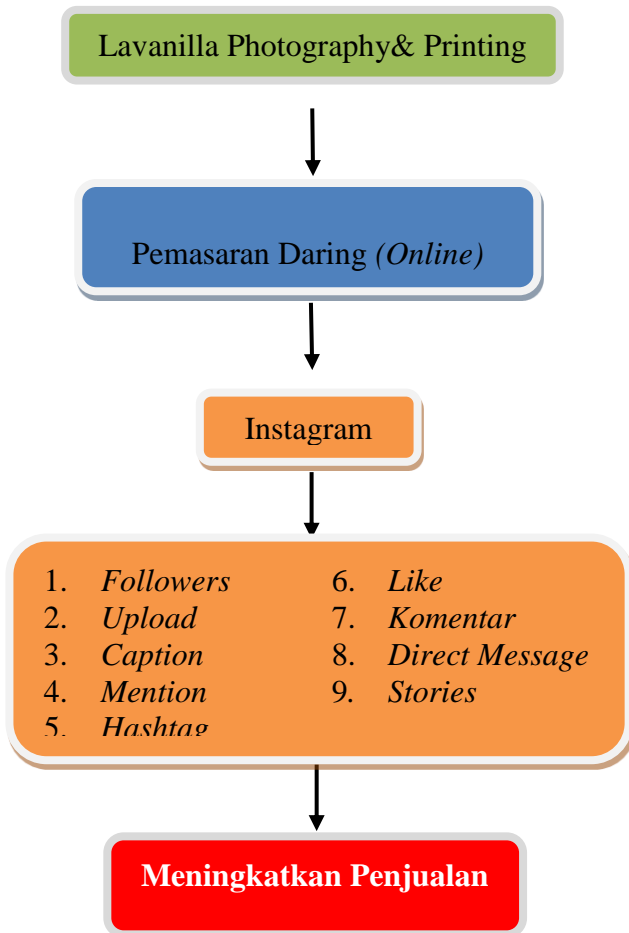 Lavanilla Photography& Printing
Pemasaran Daring (Online)
Instagram
1. Followers
2. Upload
3. Caption
4. Mention
5. Hashtag
6. Like
7. Komentar
8. Direct Message
9. Stories
Meningkatkan Penjualan